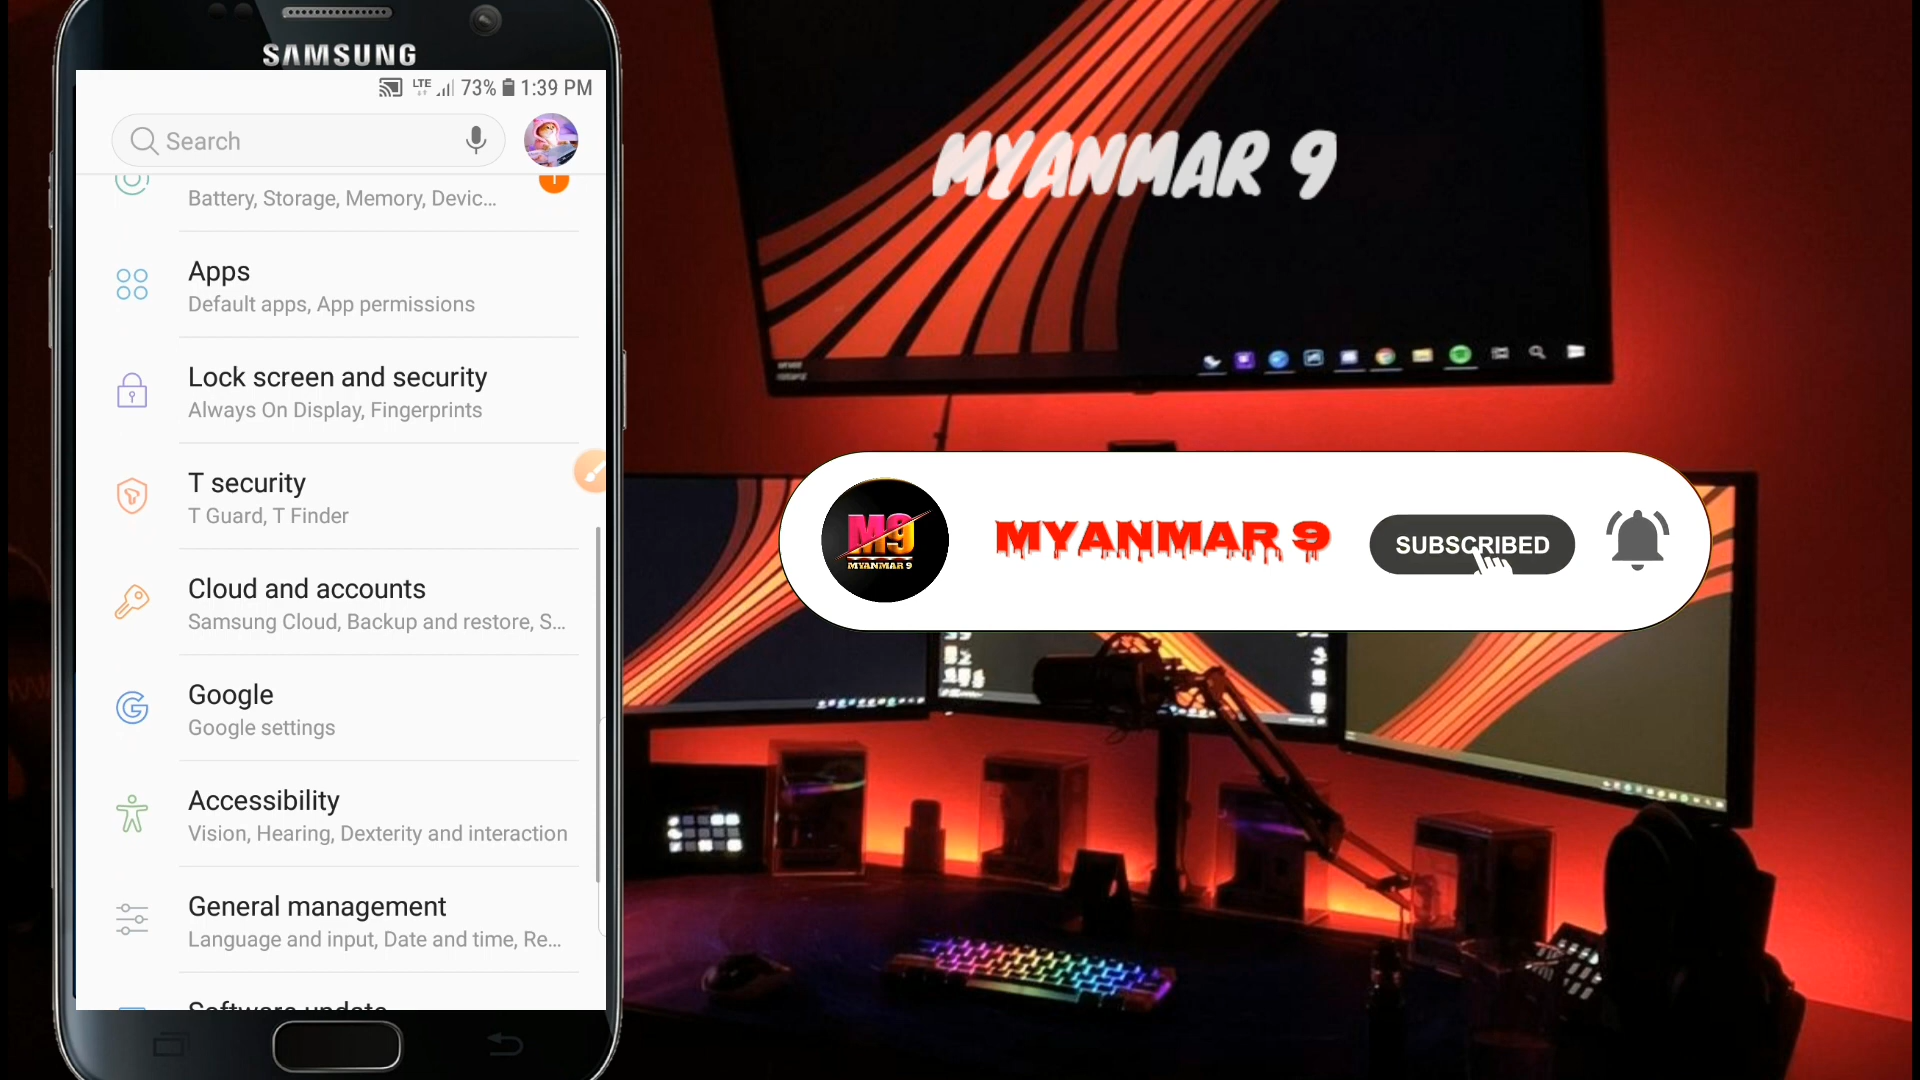 SAMSUNG
LTE 73% 1:39 PM
Search
Battery, Storage, Memory, Devic...
Apps
Default apps, App permissions
Lock screen and security
Always On Display, Fingerprints
T security
T Guard, T Finder
Cloud and accounts
Samsung Cloud, Backup and restore, S...
Google
Google settings
Accessibility
Vision, Hearing, Dexterity and interaction
General management
Language and input, Date and time, Re...
Software update
MYANMAR 9
M9
MYANMAR 9
MYANMAR 9
SUBSCRIBED